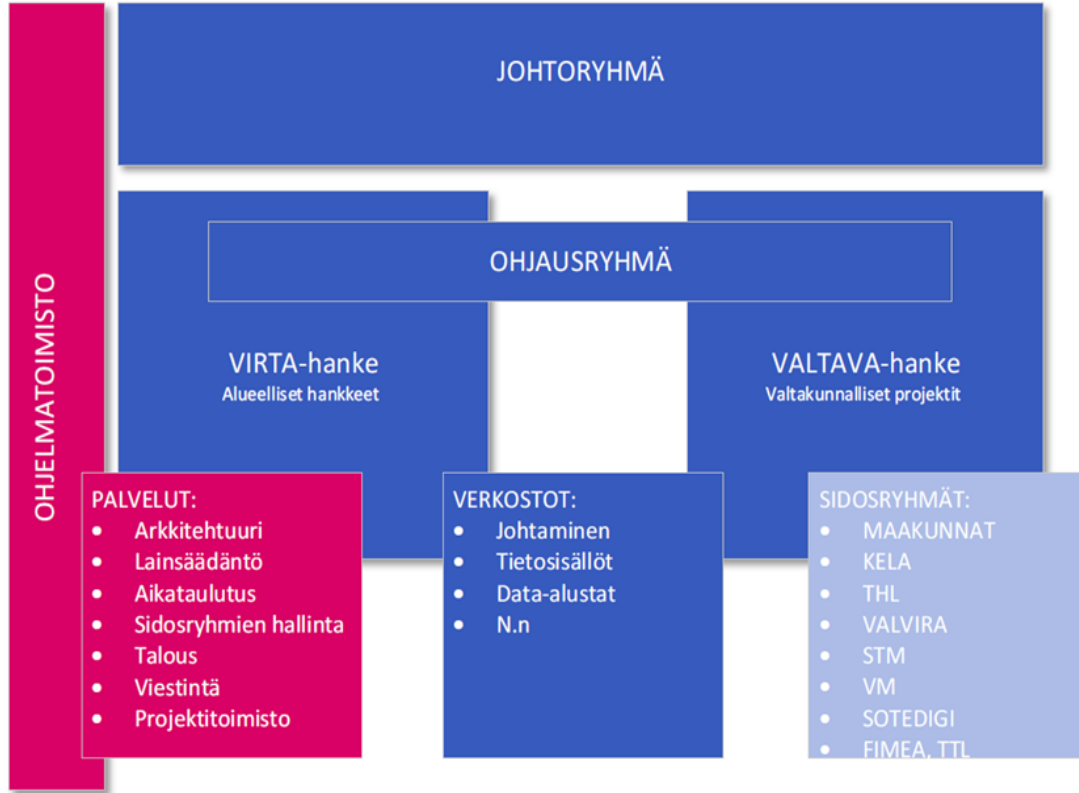 OHJELMATOIMISTO
JOHTORYHMÄ
OHJAUSRYHMÄ
VIRTA-hanke
Alueelliset hankkeet
VALTAVA-hanke
Valtakunnalliset projektit
PALVELUT:
• Arkkitehtuuri
• Lainsäädäntö
• Aikataulutus
• Sidosryhmien hallinta
• Talous
• Viestintä
• Projektitoimisto
VERKOSTOT:
• Johtaminen
• Tietosisällöt
• Data-alustat
• N.n
SIDOSRYHMÄT:
• MAAKUNNAT
• KELA
• THL
• VALVIRA
• STM
• VM
• SOTEDIGI
• FIMEA, TTL